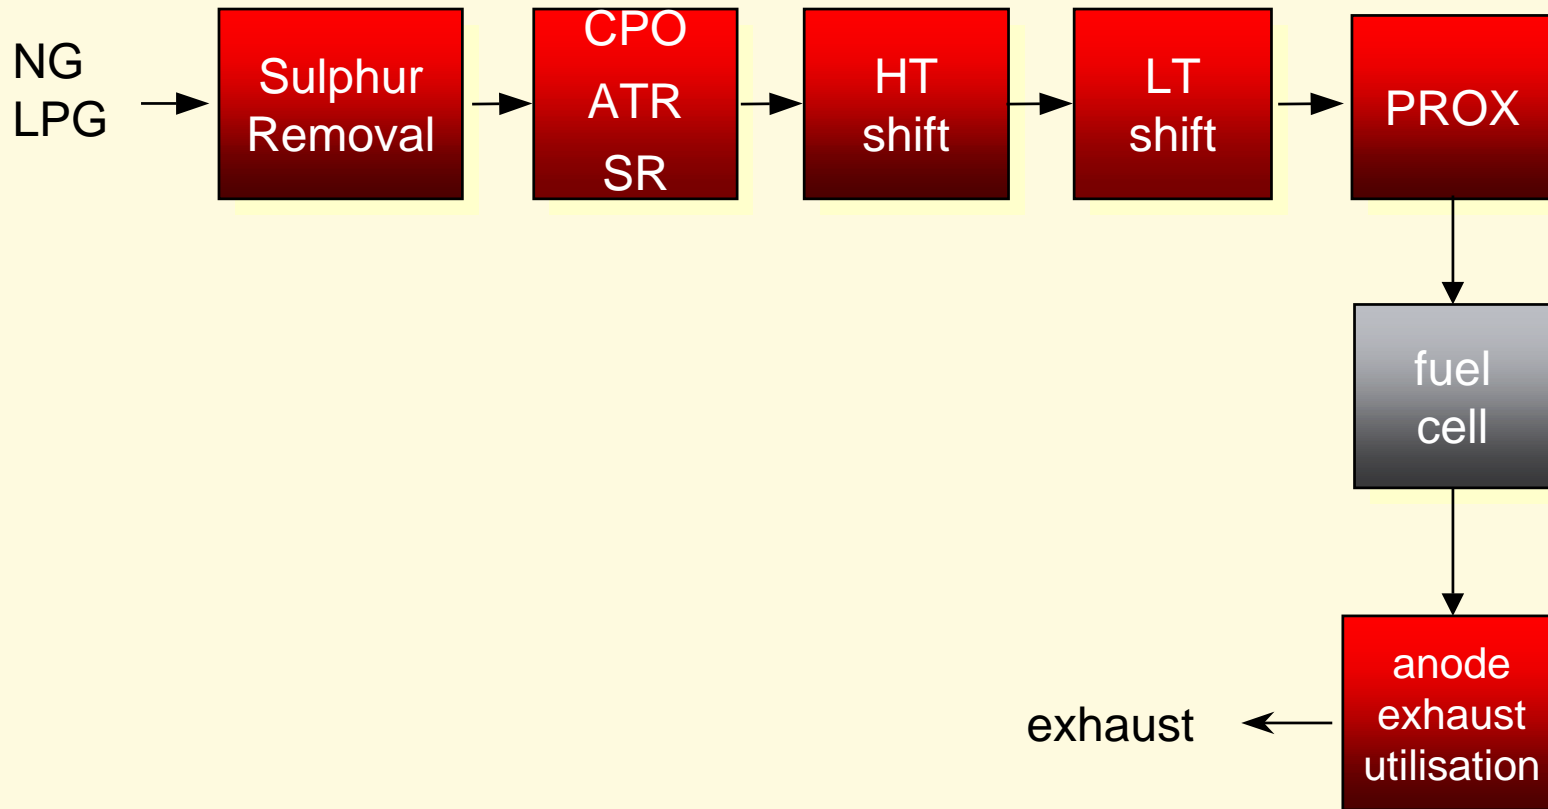 NG
LPG
Sulphur
Removal
CPO
ATR
SR
HT
shift
LT
shift
PROX
fuel
cell
anode
exhaust
utilisation
exhaust